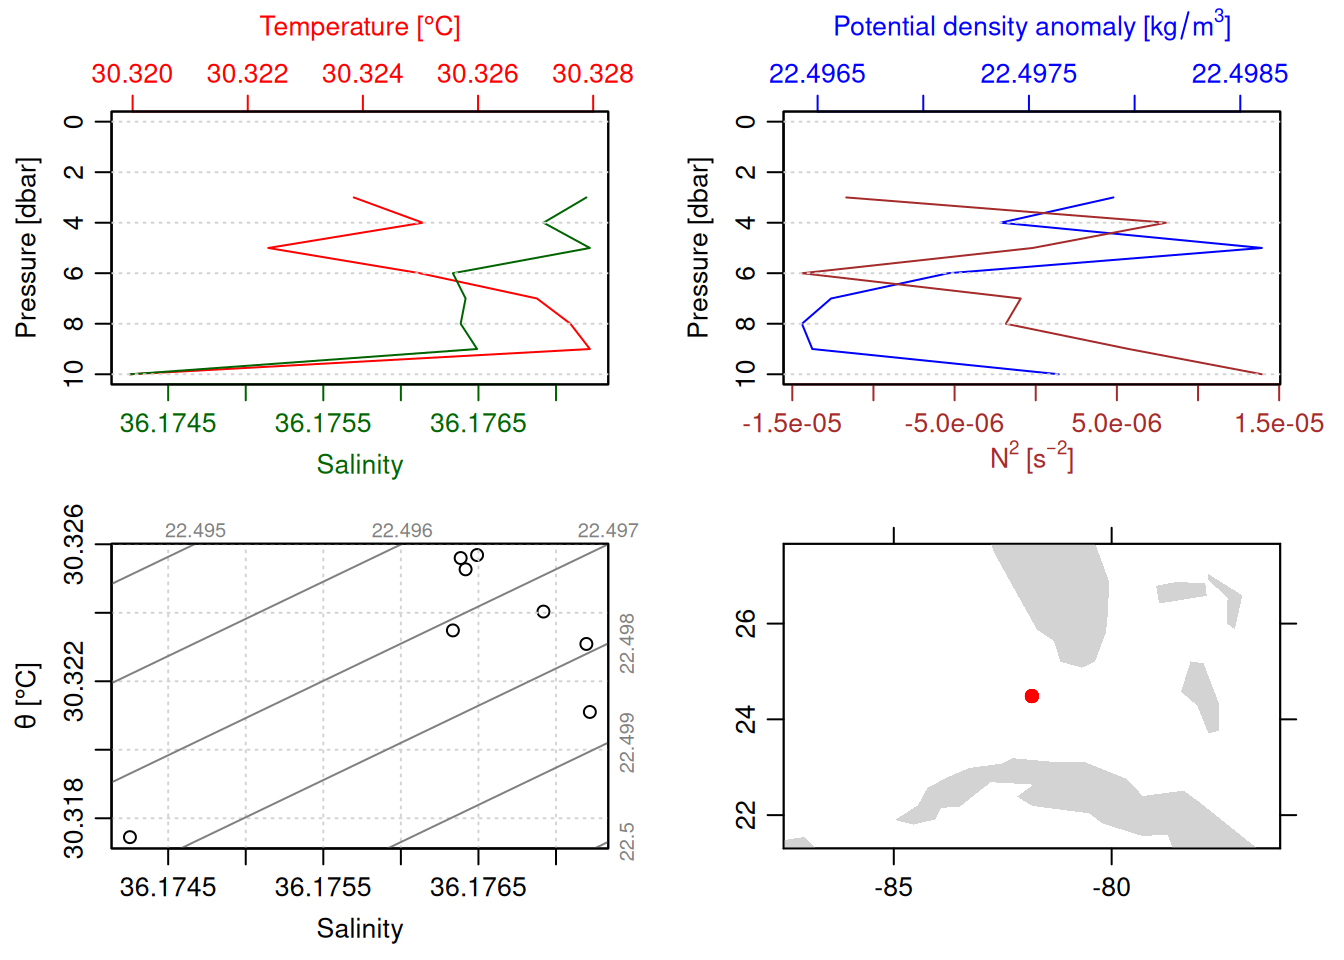 Temperature [°C]
30.320 30.322 30.324 30.326 30.328
Pressure [dbar]
0
2
4
6
8
10
36.1745 36.1755 36.1765
Salinity
Potential density anomaly [kg/m³]
22.4965 22.4975 22.4985
Pressure [dbar]
0
2
4
6
8
10
-1.5e-05 -5.0e-06 5.0e-06 1.5e-05
N² [s⁻²]
22.495 22.496 22.497
θ [°C]
30.326
30.322
30.318
22.498
22.499
22.5
36.1745 36.1755 36.1765
Salinity
26
24
22
-85 -80